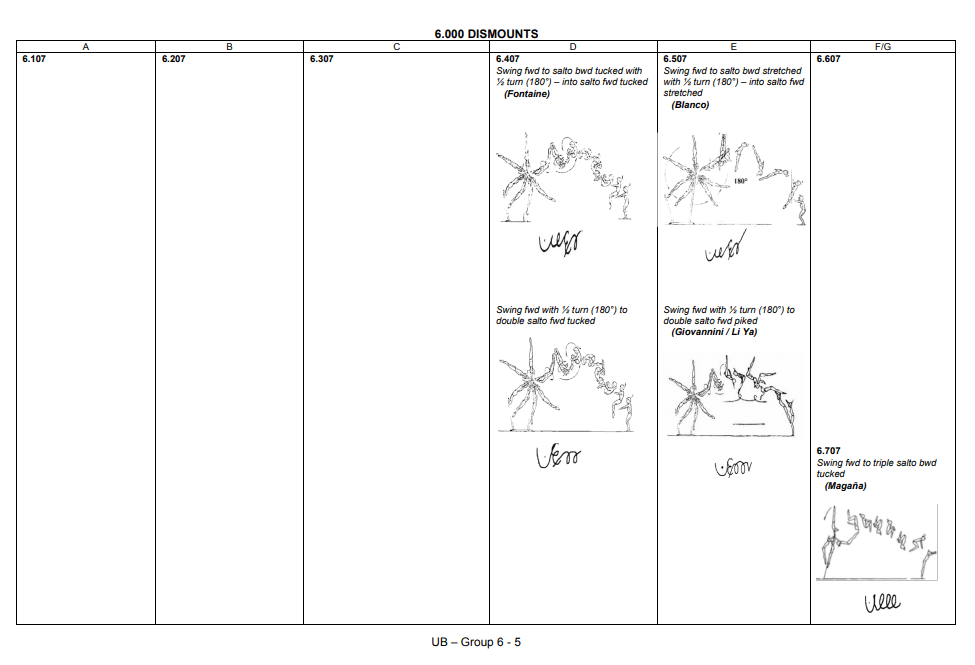 6.000 DISMOUNTS
A B C D E F/G
6.107 6.207 6.307
6.407
Swing fwd to salto bwd tucked with
½ turn (180°) – into salto fwd tucked
(Fontaine)
Swing fwd with ½ turn (180°) to
double salto fwd tucked
6.507
Swing fwd to salto bwd stretched
with ½ turn (180°) – into salto fwd
stretched
(Blanco)
180°
Swing fwd with ½ turn (180°) to
double salto fwd piked
(Giovannini / Li Ya)
6.607
6.707
Swing fwd to triple salto bwd
tucked
(Magaña)
UB – Group 6 - 5